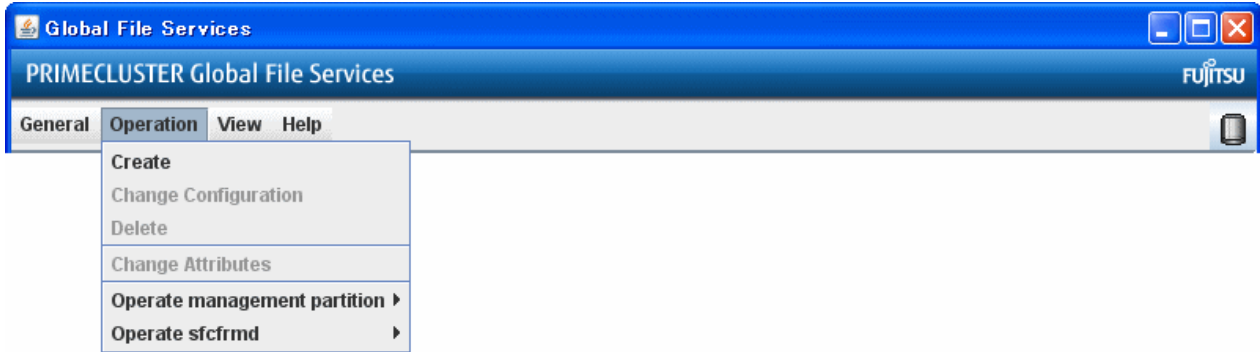 Global File Services
PRIMECLUSTER Global File Services FUJITSU
General Operation View Help
Create
Change Configuration
Delete
Change Attributes
Operate management partition
Operate sfcfrmd